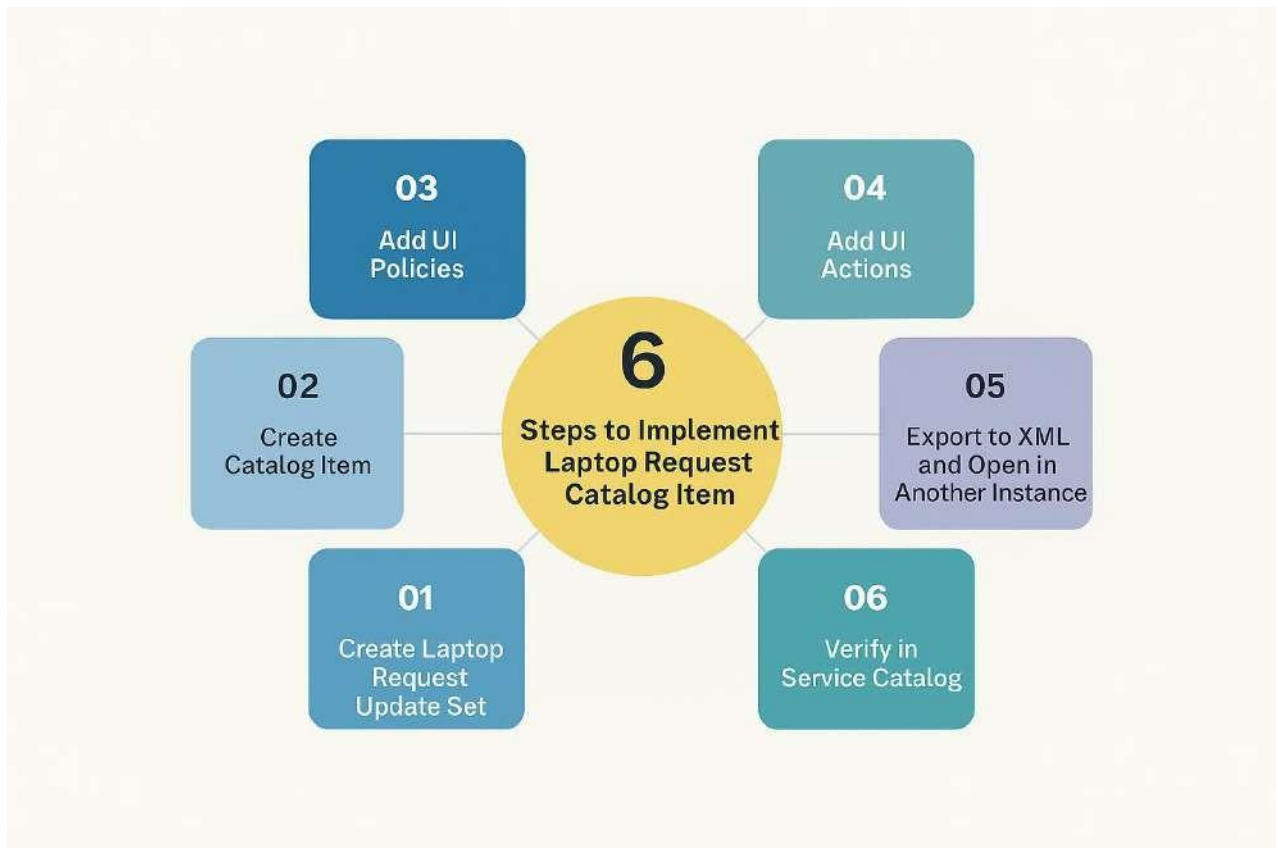 6
Steps to Implement
Laptop Request
Catalog Item
01
Create Laptop
Request
Update Set
02
Create
Catalog Item
03
Add UI
Policies
04
Add UI
Actions
05
Export to XML
and Open in
Another Instance
06
Verify in
Service Catalog